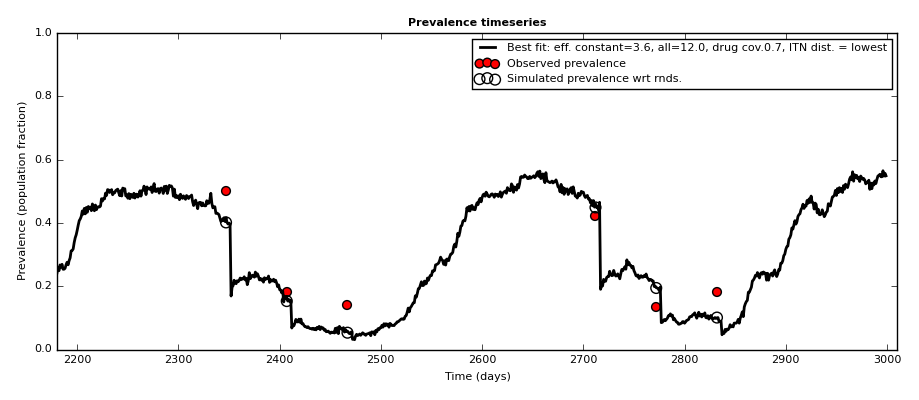 Prevalence timeseries
Prevalence (population fraction)
1.0
0.8
0.6
0.4
0.2
0.0
Best fit: eff. constant=3.6, all=12.0, drug cov.0.7, ITN dist. = lowest
Observed prevalence
Simulated prevalence wrt rnds.
2200 2300 2400 2500 2600 2700 2800 2900 3000
Time (days)